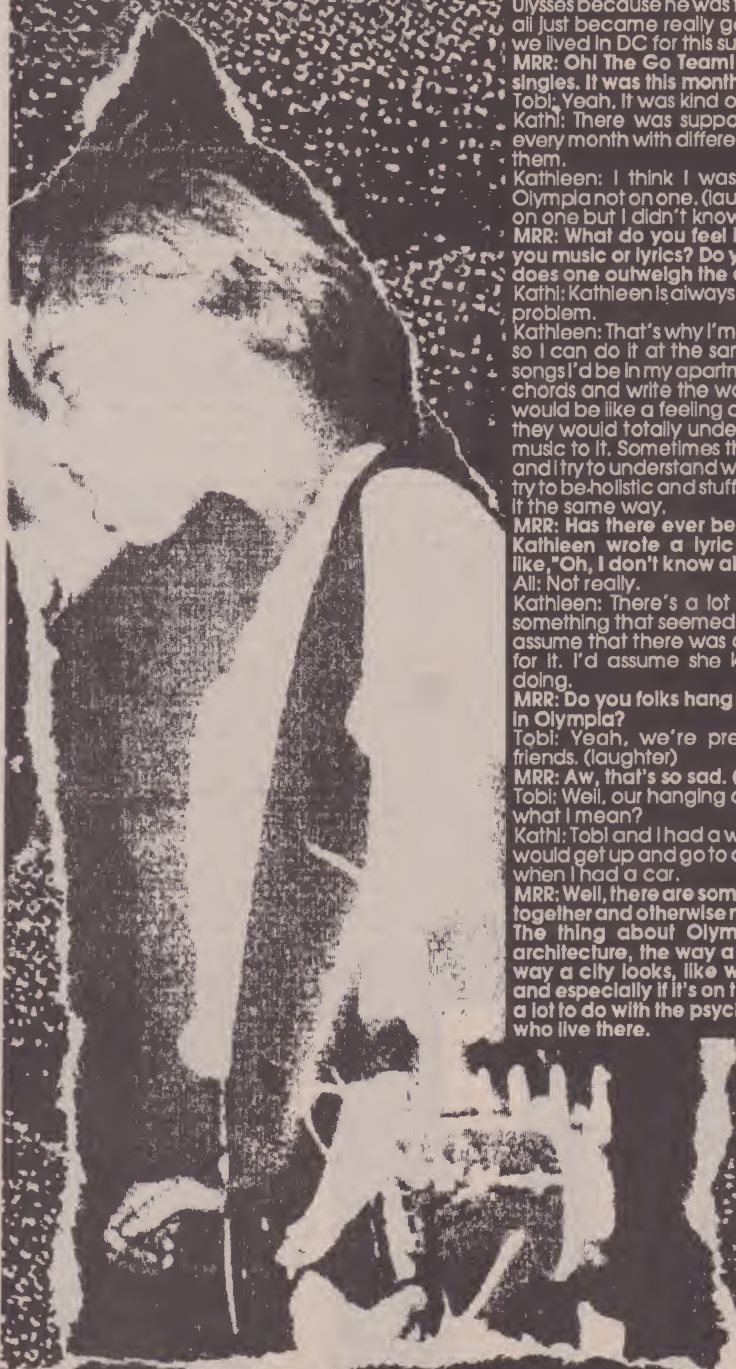 Ulysses because he was
all just became really
we lived in DC for this su
MRR: Oh! The Go Team!
singles. It was this month
Tobi: Yeah, it was kind o
Kathi: There was suppo
every month with differe
them.
Kathleen: I think I was
Olympia not on one. (lau
on one but I didn't know
MRR: What do you feel
you music or lyrics? Do y
does one outweigh the
Kathi: Kathleen is always
problem.
Kathleen: That's why I'm
so I can do it at the sar
songs I'd be in my apartn
chords and write the wo
would be like a feeling
they would totally unde
music to it. Sometimes th
and i try to understand w
try to be holistic and stuff
it the same way.
MRR: Has there ever be
Kathleen wrote a lyric
like,"Oh, I don't know al
All: Not really.
Kathleen: There's a lot
something that seemed
assume that there was
for it. I'd assume she k
doing.
MRR: Do you folks hang
in Olympia?
Tobi: Yeah, we're pre
friends. (laughter)
MRR: Aw, that's so sad. (
Tobi: Well, our hanging
what I mean?
Kathi: Tobi and I had a w
would get up and go to
when I had a car.
MRR: Well, there are som
together and otherwise
The thing about Olym
architecture, the way a
way a city looks, like w
and especially if it's on t
a lot to do with the psyc
who live there.